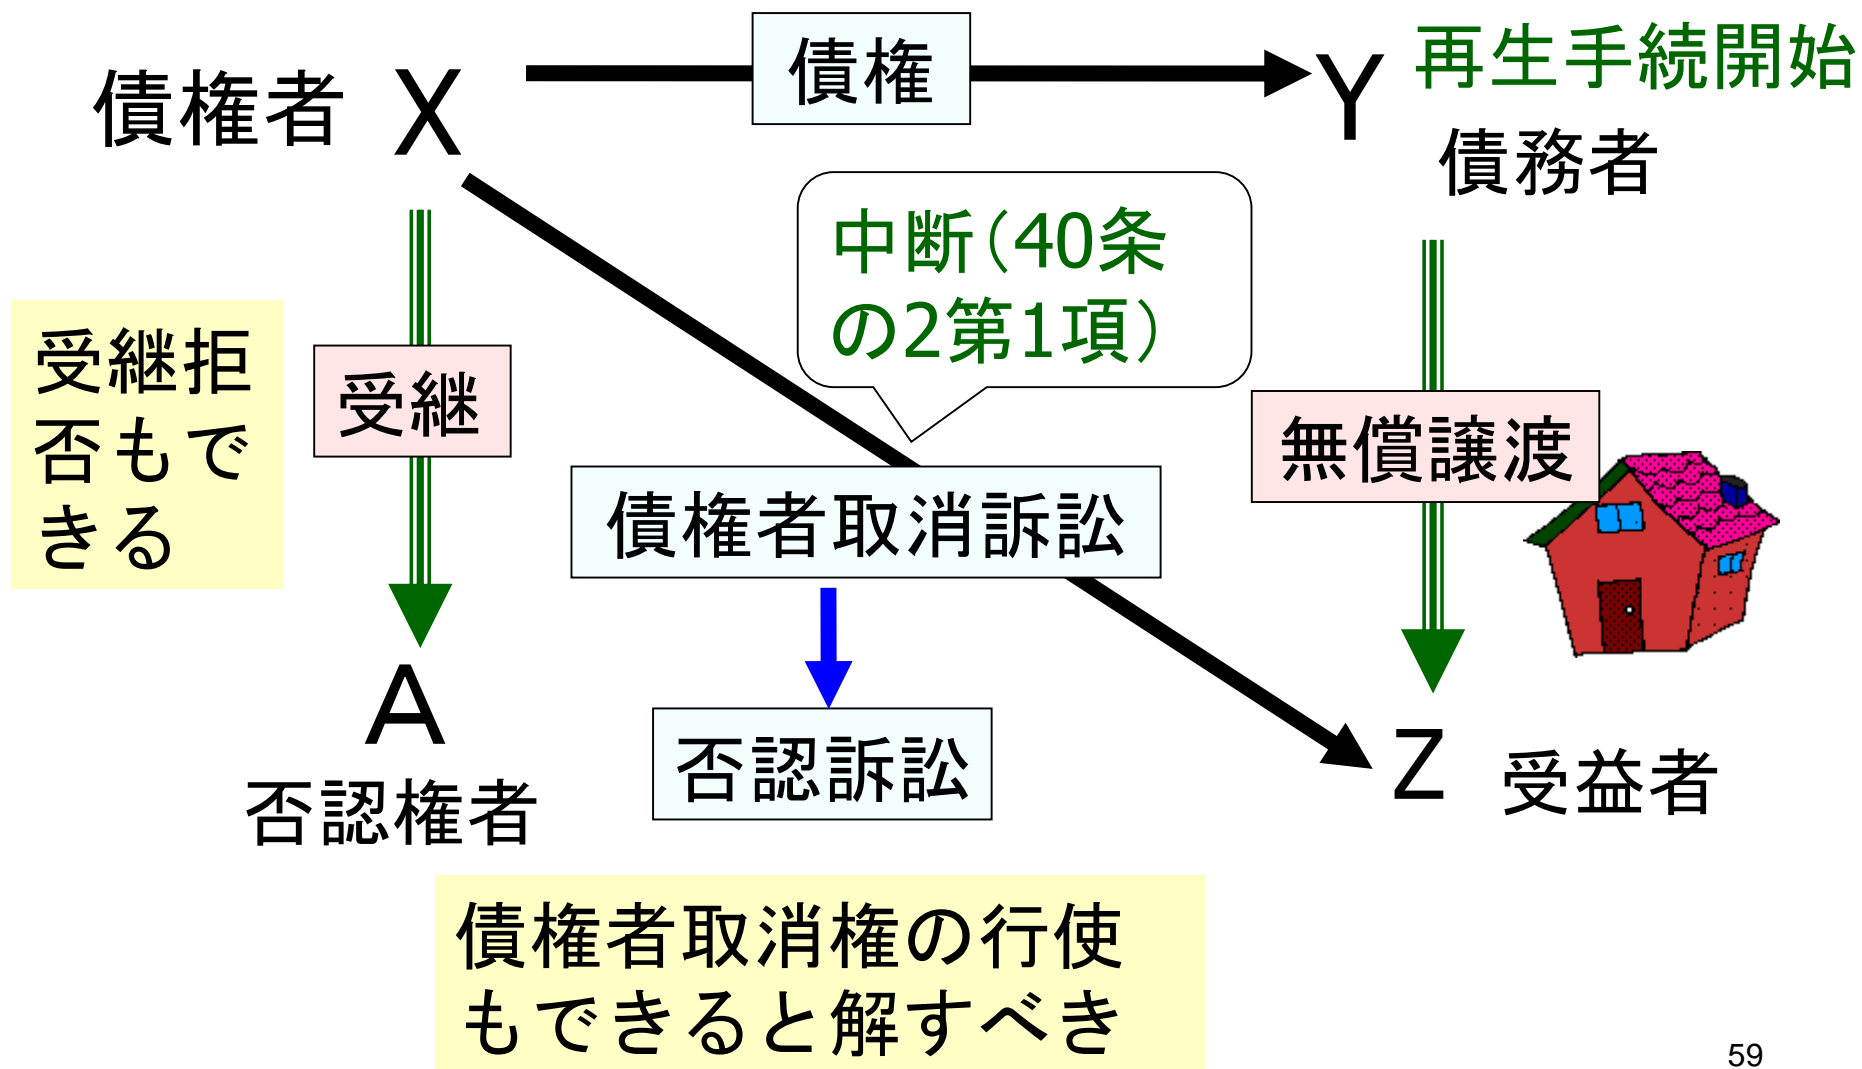 債権者 X
債権
Y
再生手続開始
債務者
中断(40条
の2第1項)
受継拒
否もで
きる
受継
無償譲渡
債権者取消訴訟
A
否認権者
否認訴訟
Z 受益者
債権者取消権の行使
もできると解すべき
59